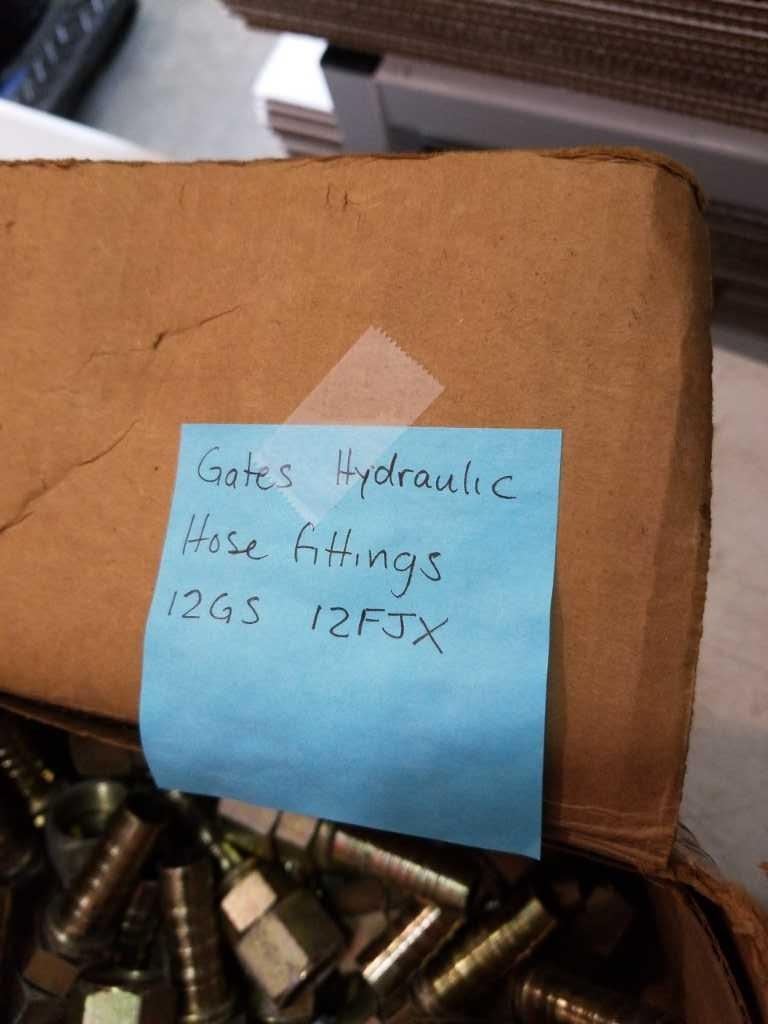 Gates Hydraulic
Hose fittings
12GS 12FJX